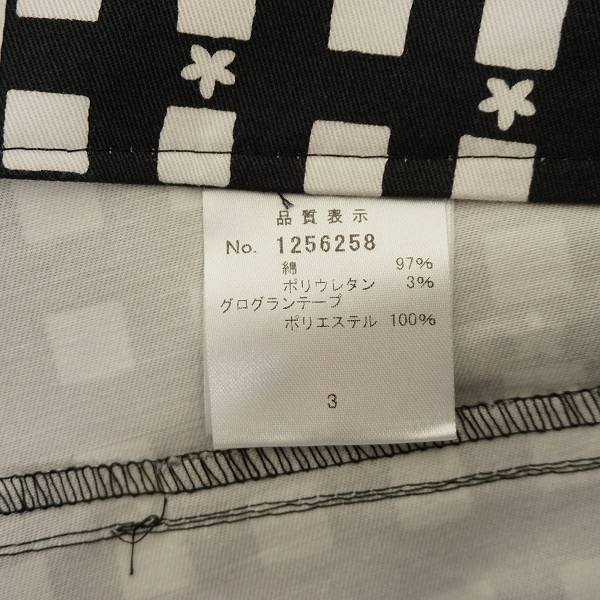 品質表示
No. 1256258
綿 97%
ポリウレタン 3%
グログランテープ
ポリエステル 100%
3